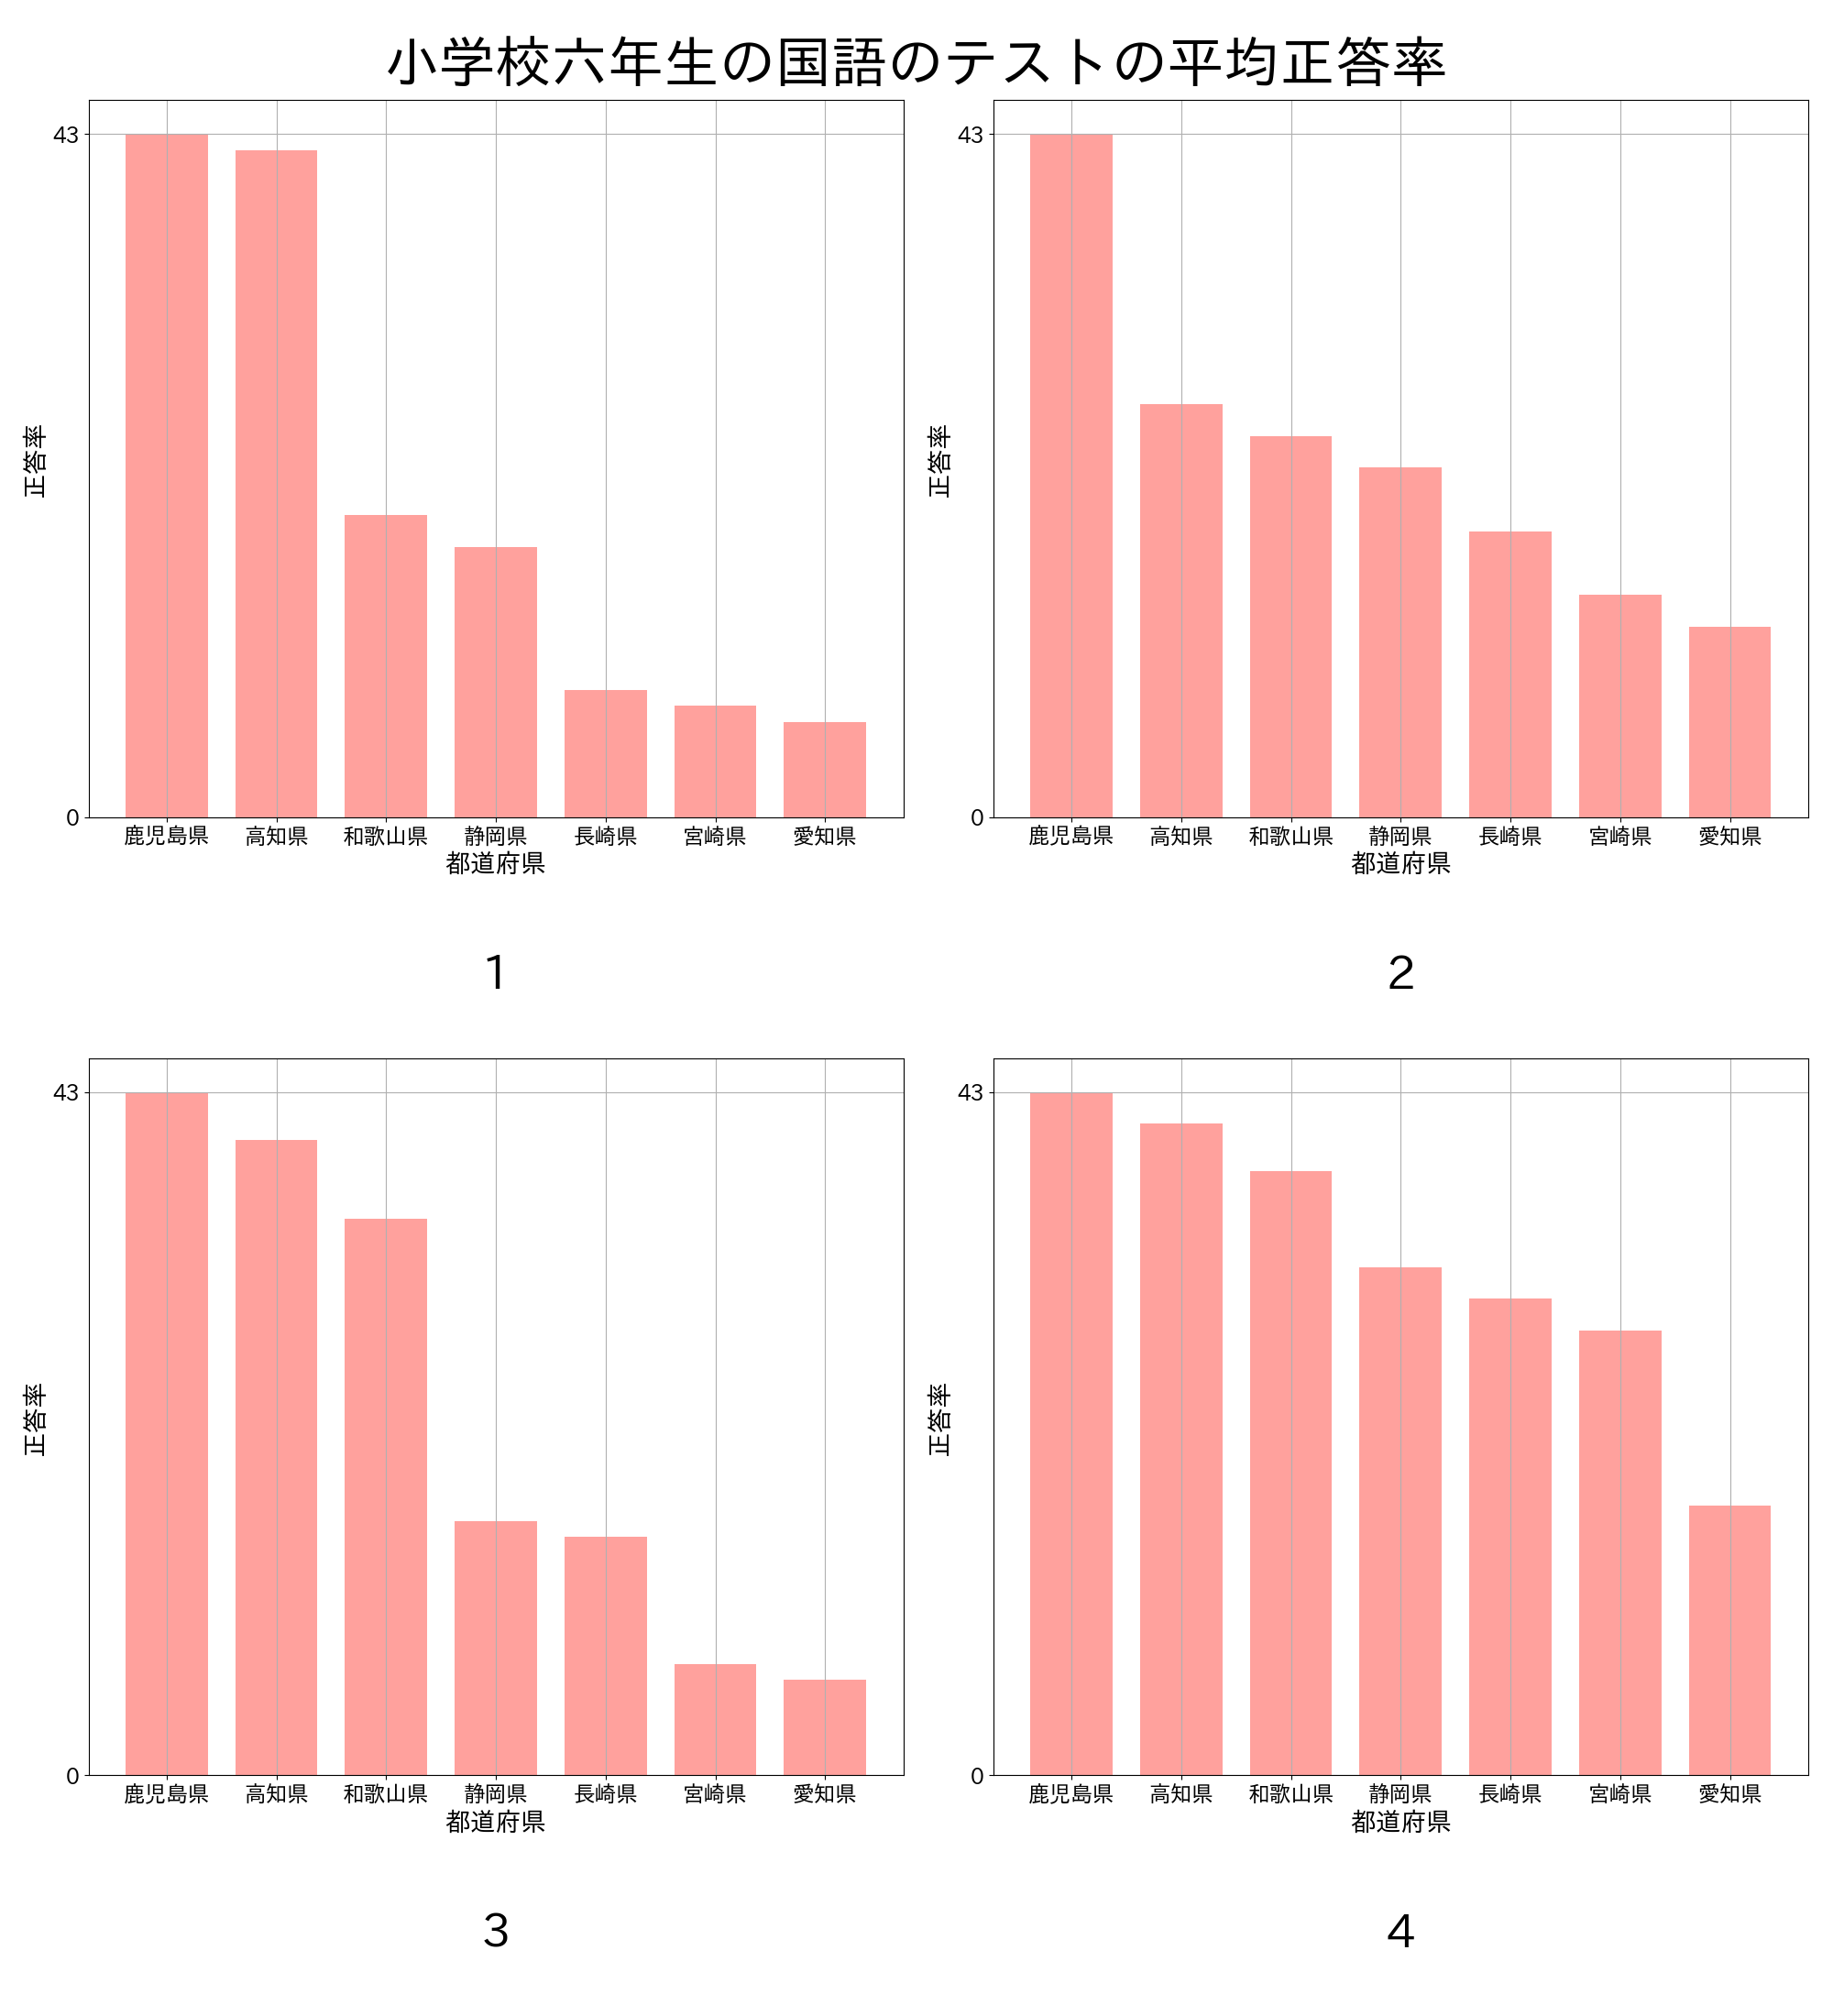 小学校六年生の国語のテストの平均正答率
43
0
正答率
鹿児島県 高知県 和歌山県 静岡県 長崎県 宮崎県 愛知県
都道府県
1
43
0
正答率
鹿児島県 高知県 和歌山県 静岡県 長崎県 宮崎県 愛知県
都道府県
2
43
0
正答率
鹿児島県 高知県 和歌山県 静岡県 長崎県 宮崎県 愛知県
都道府県
3
43
0
正答率
鹿児島県 高知県 和歌山県 静岡県 長崎県 宮崎県 愛知県
都道府県
4